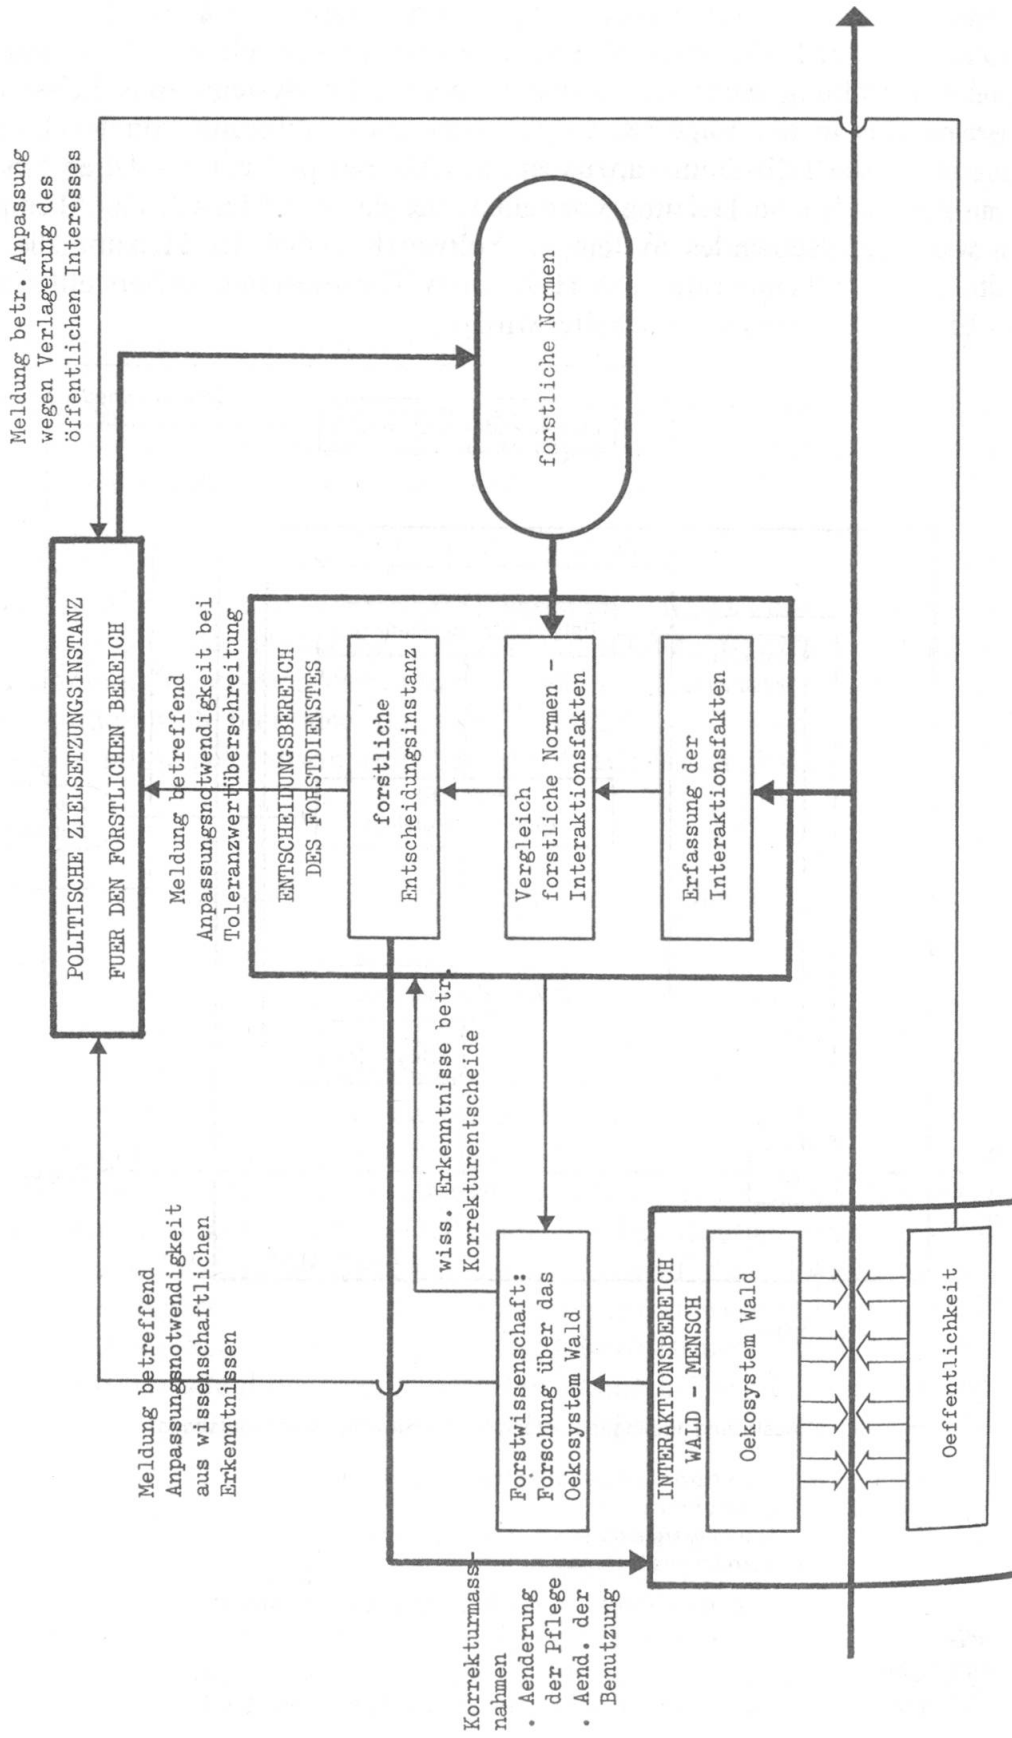 Meldung betr. Anpassung
wegen Verlagerung des
öffentlichen Interesses
POLITISCHE ZIELSETZUNGSINSTANZ
FUER DEN FORSTLICHEN BEREICH
Meldung betreffend
Anpassungsnotwendigkeit
aus wissenschaftlichen
Erkenntnissen
Meldung betreffend
Anpassungsnotwendigkeit bei
Toleranzwertüberschreitung
ENTSCHEIDUNGSBEREICH
DES FORSTDIENSTES
forstliche
Entscheidungsinstanz
Vergleich
forstliche Normen -
Interaktionsfakten
Erfassung der
Interaktionsfakten
forstliche Normen
wiss. Erkenntnisse betr.
Korrekturentscheide
Korrekturmass-
nahmen
. Aenderung
der Pflege
. Aend. der
Benutzung
Forstwissenschaft:
Forschung über das
Oekosystem Wald
INTERAKTIONSBEREICH
WALD - MENSCH
Oekosystem Wald
Oeffentlichkeit